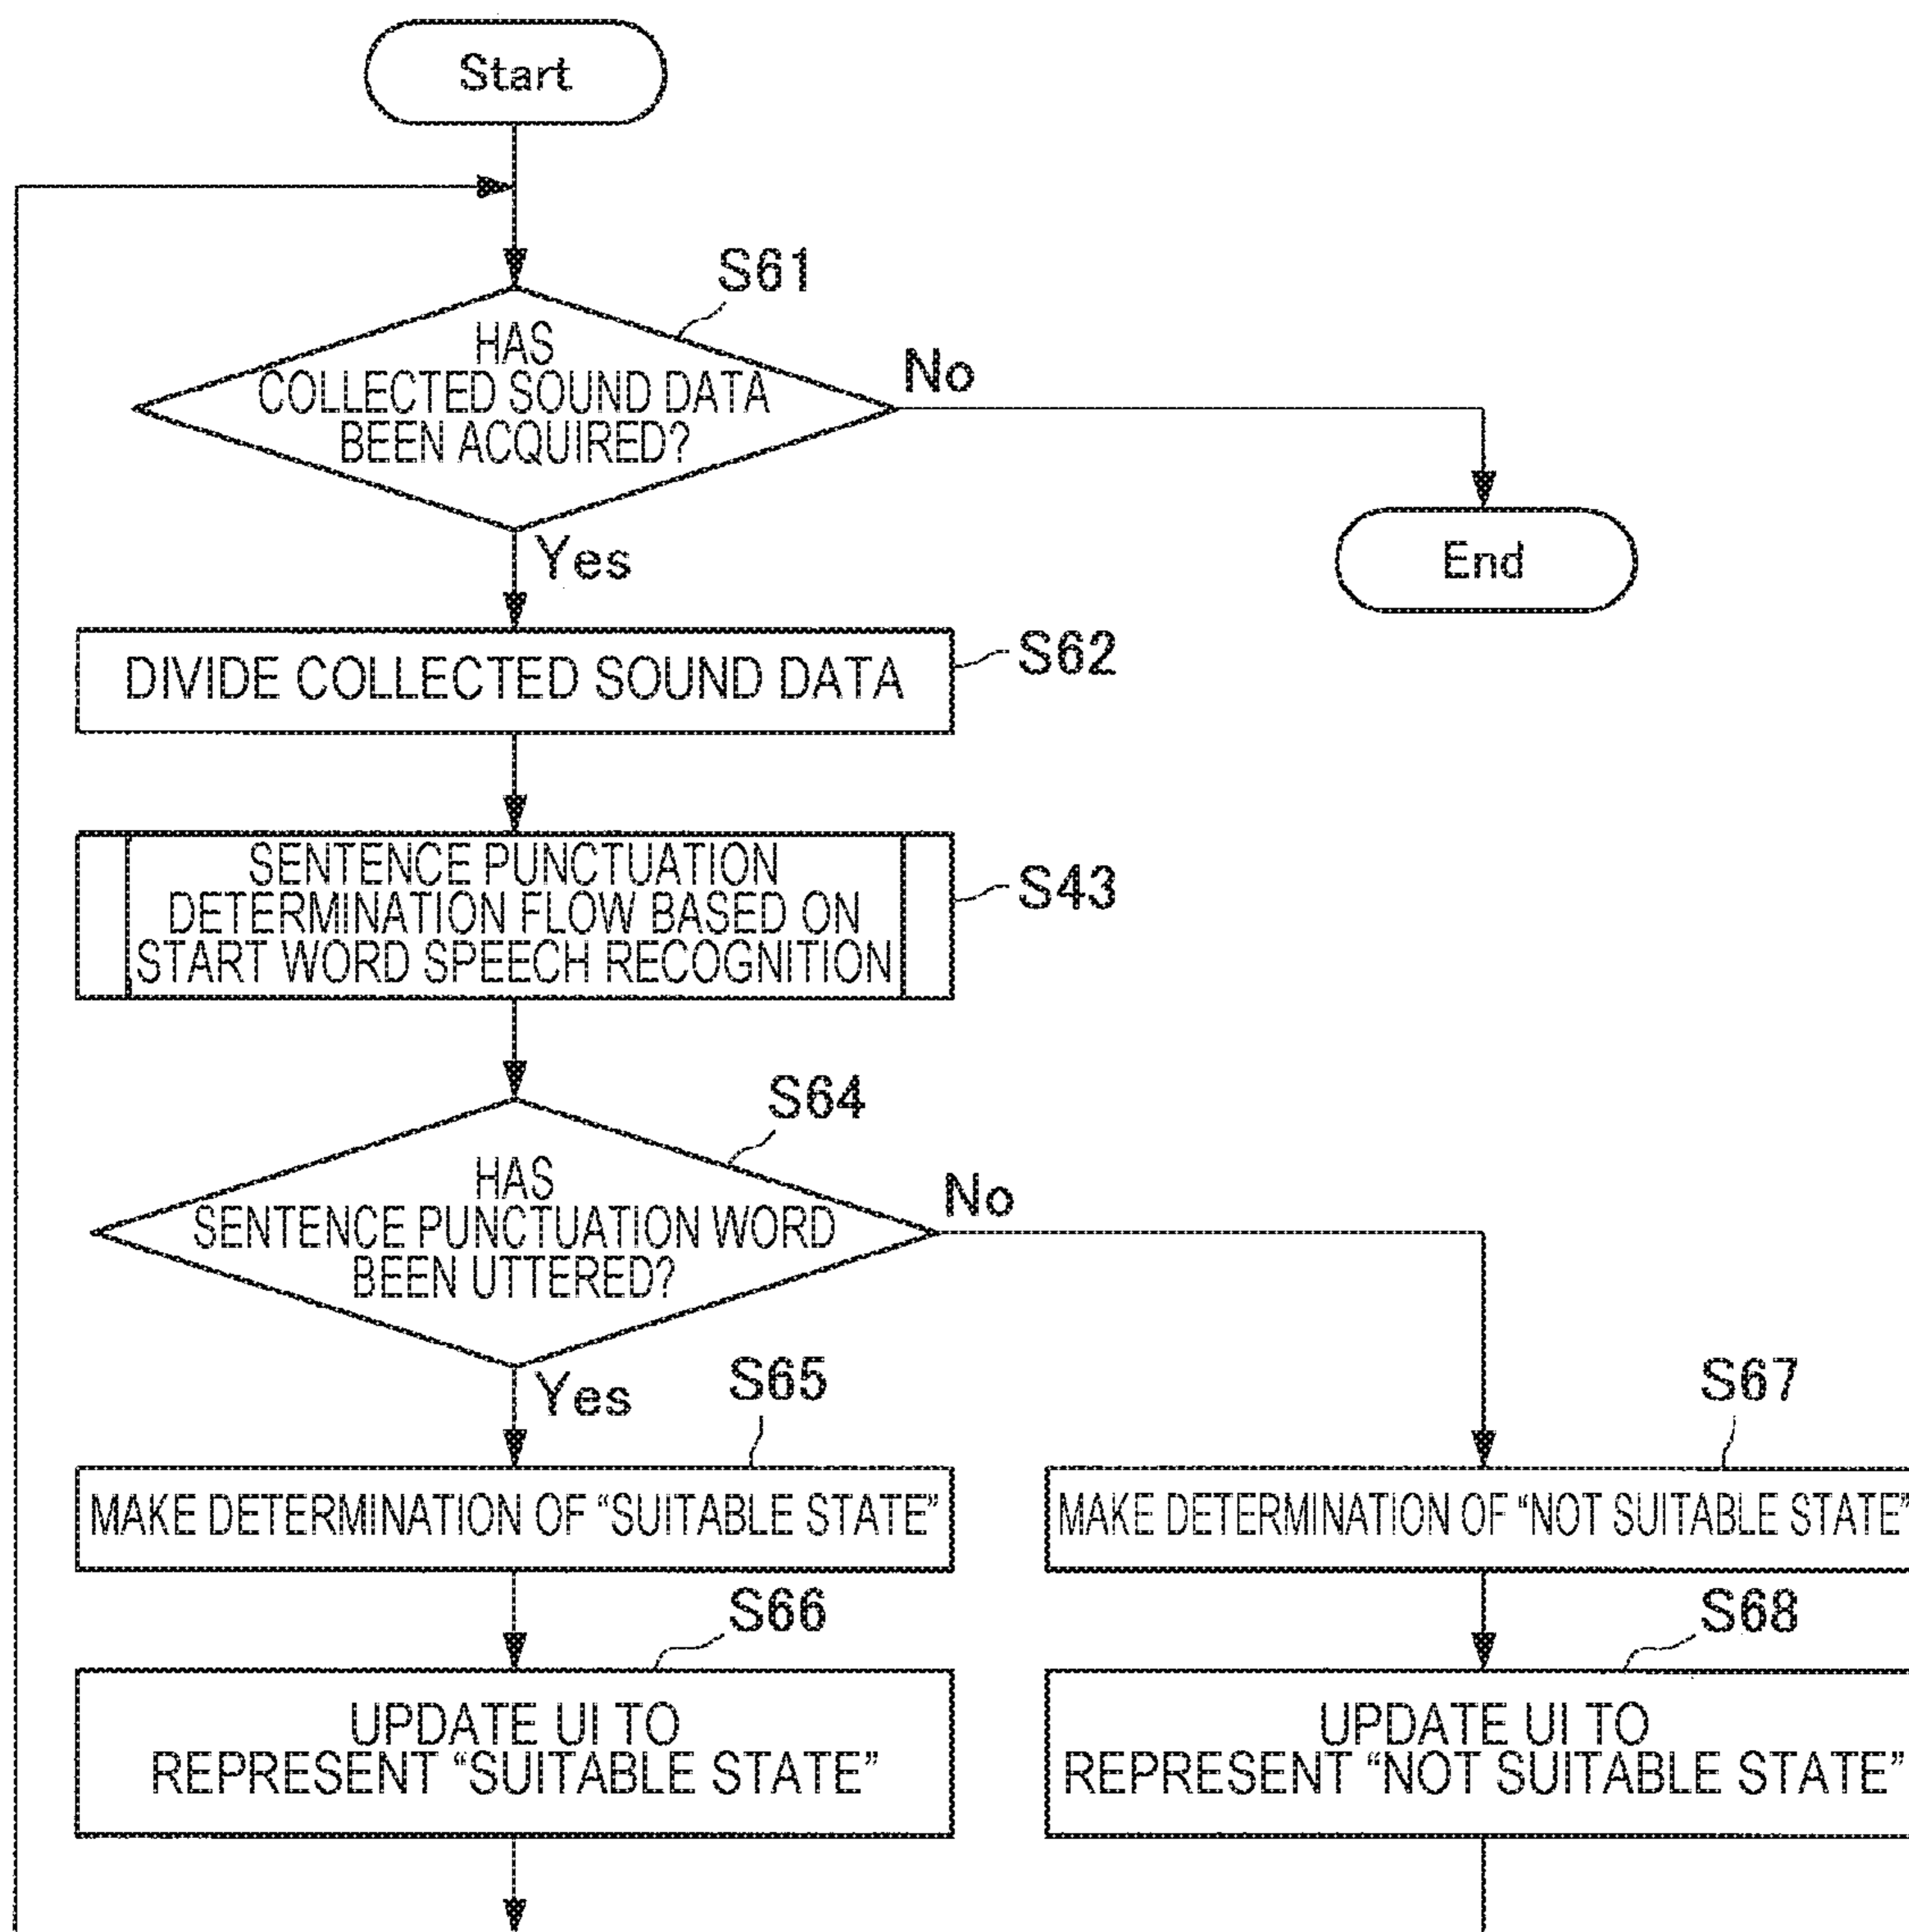 Start
S61
HAS
COLLECTED SOUND DATA
BEEN ACQUIRED?
No
Yes
End
DIVIDE COLLECTED SOUND DATA
S62
SENTENCE PUNCTUATION
DETERMINATION FLOW BASED ON
START WORD SPEECH RECOGNITION
S43
S64
HAS
SENTENCE PUNCTUATION WORD
BEEN UTTERED?
No
Yes
S65
S67
MAKE DETERMINATION OF “SUITABLE STATE”
MAKE DETERMINATION OF “NOT SUITABLE STATE”
S66
S68
UPDATE UI TO
REPRESENT “SUITABLE STATE”
UPDATE UI TO
REPRESENT “NOT SUITABLE STATE”